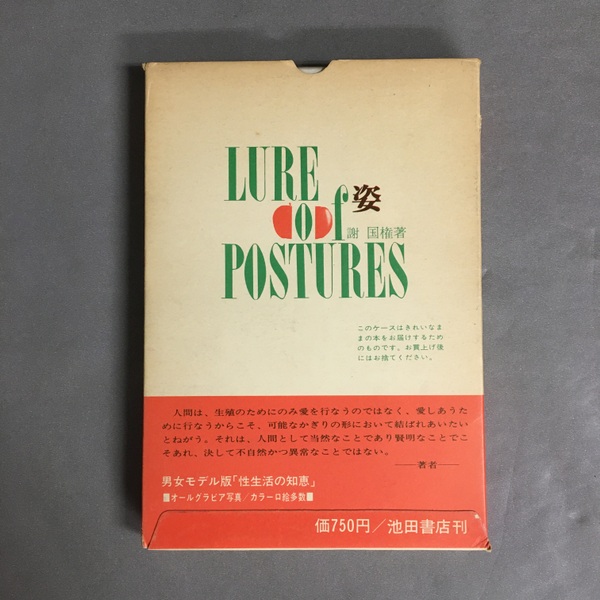 LURE
of 姿
謝 国権著
POSTURES
このケースはきれいなま
まの本をお届けするため
のものです。お買上げ後
にはお捨てください。
人間は、生殖のためにのみ愛を行なうのではなく、愛しあうた
めに行なうからこそ、可能なかぎりの形において結ばれあいたい
とねがう。それは、人間として当然なことであり賢明なことでこ
そあれ、決して不自然かつ異常なことではない。
──著者──
男女モデル版「性生活の知恵」
■オールグラビア写真/カラー口絵多数■
価750円/池田書店刊